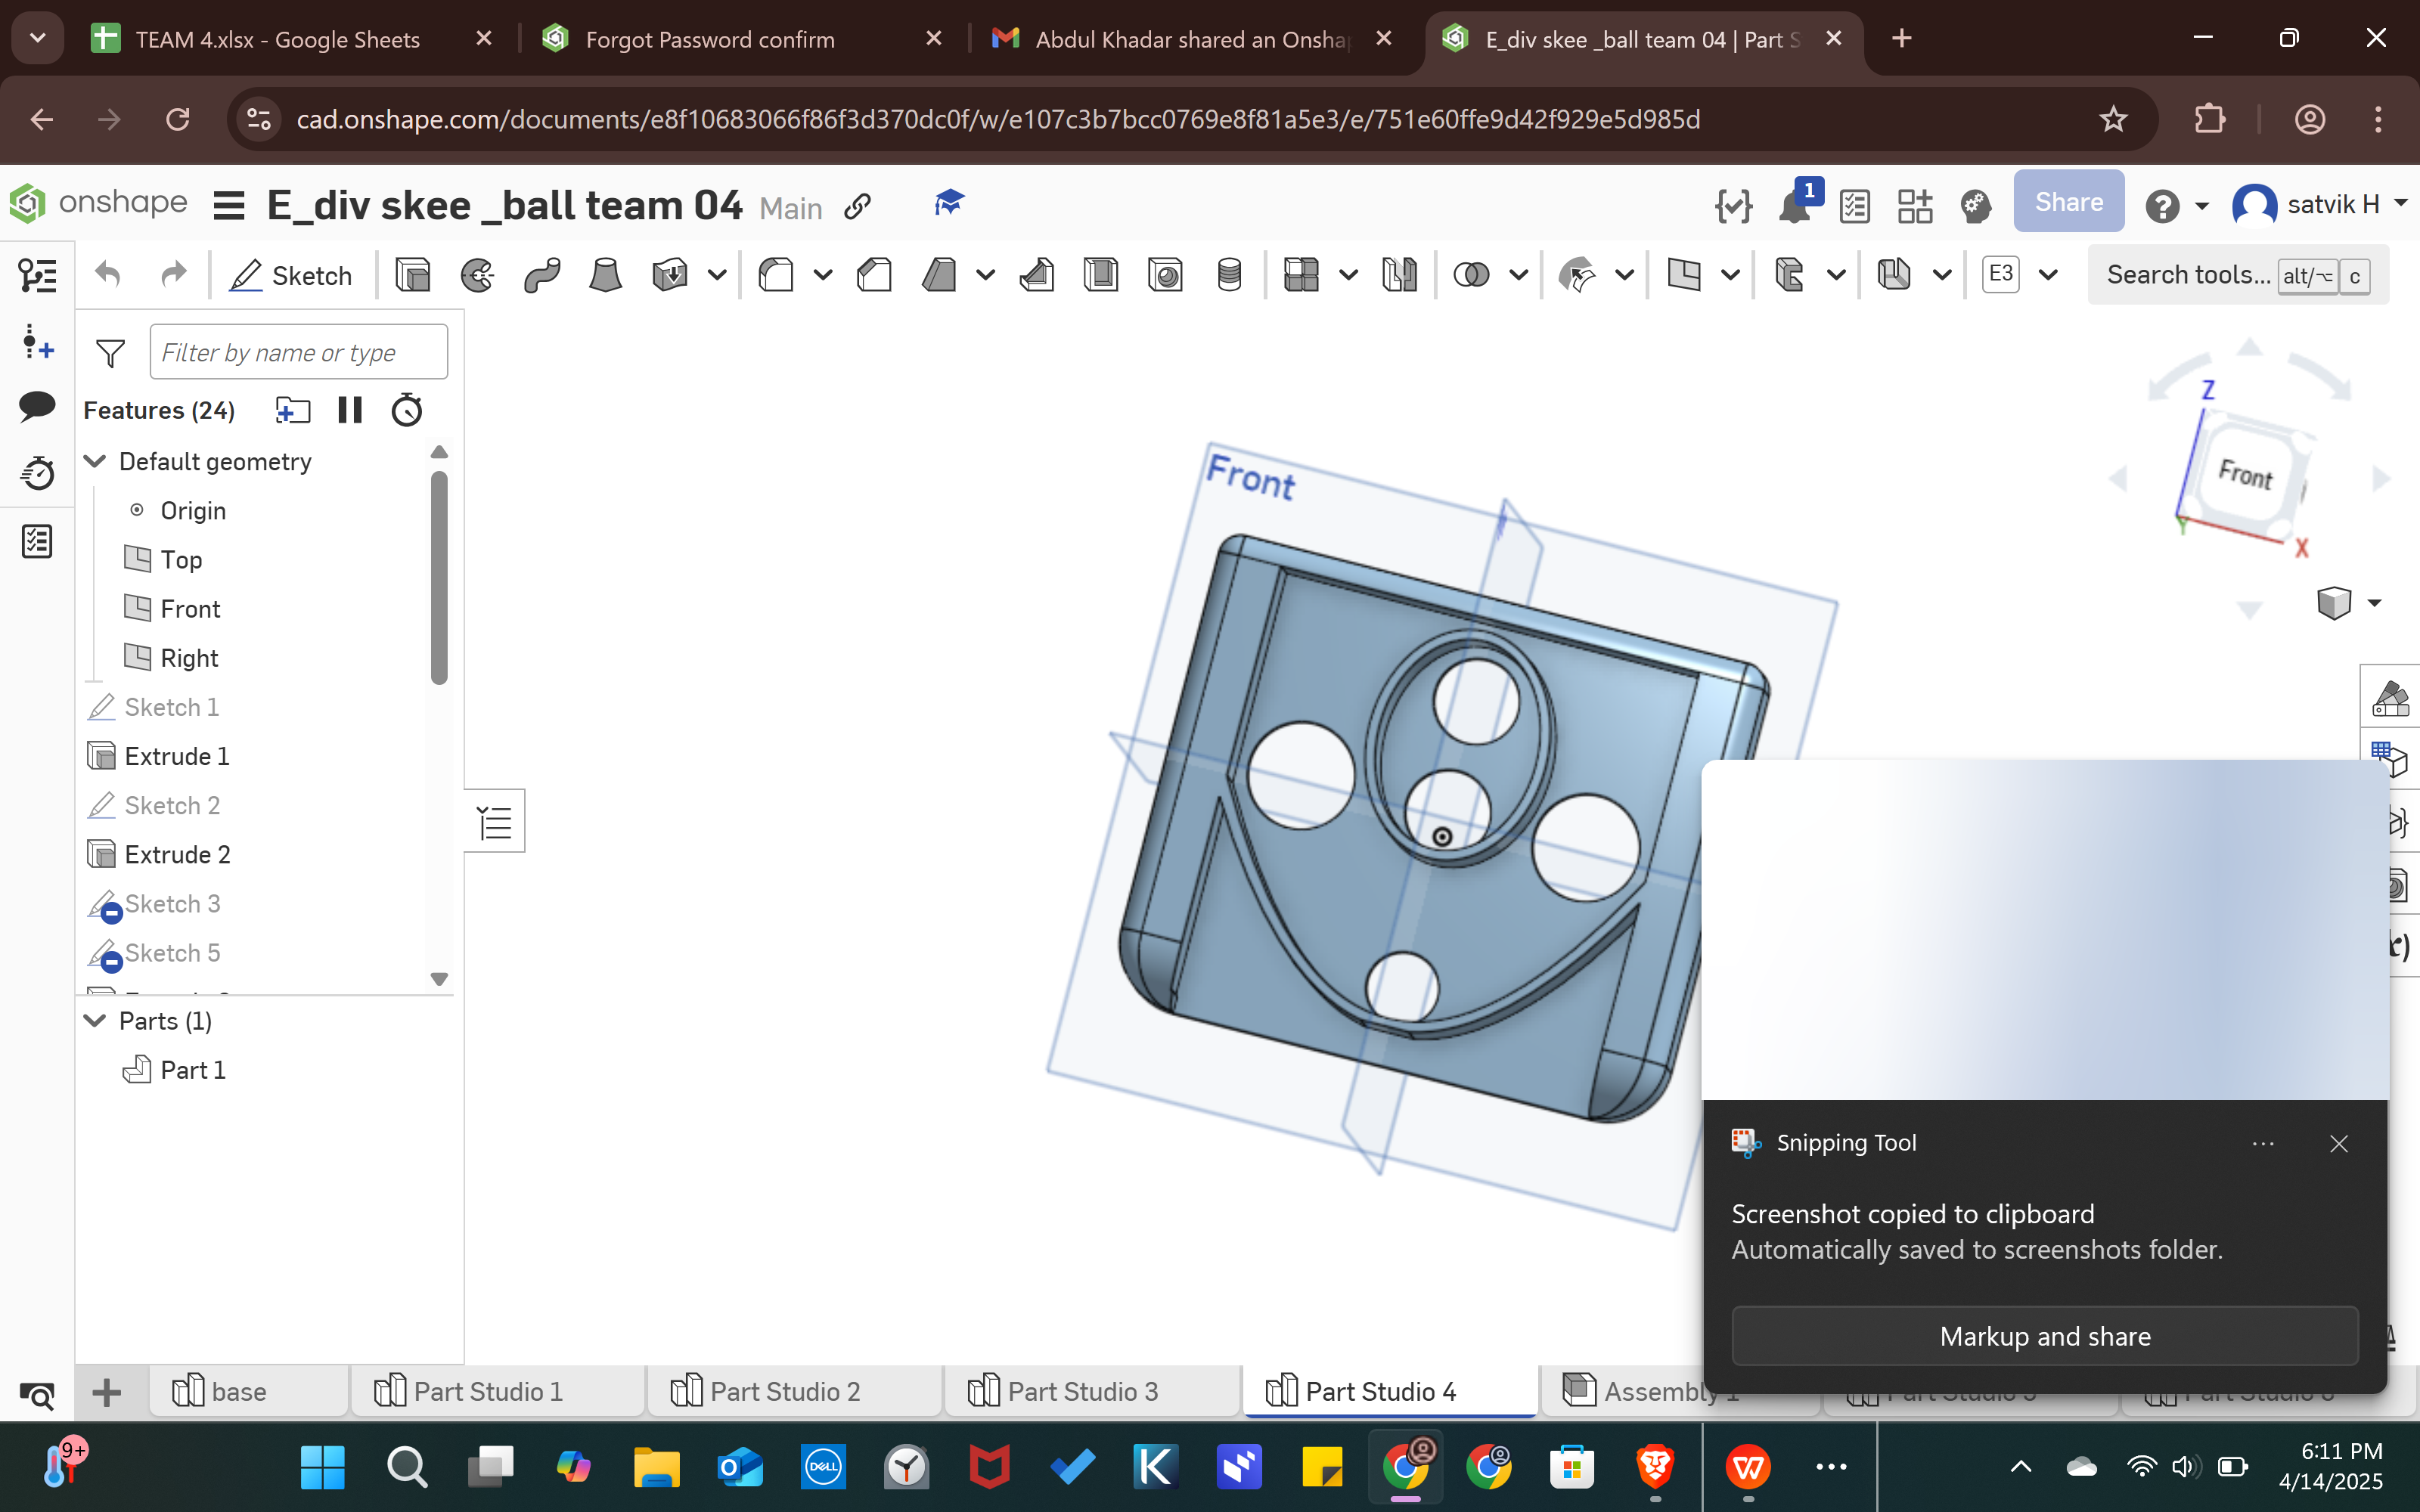 TEAM 4.xlsx - Google Sheets
Forgot Password confirm
Abdul Khadar shared an Onsha
E_div skee _ball team 04 | Part S
cad.onshape.com/documents/e8f10683066f86f3d370dc0f/w/e107c3b7bcc0769e8f81a5e3/e/751e60ffe9d42f929e5d985d
onshape
E_div skee _ball team 04 Main
1
Share
satvik H
Sketch
E3
Search tools... alt/⌥ c
Filter by name or type
Features (24)
Default geometry
Origin
Top
Front
Right
Sketch 1
Extrude 1
Sketch 2
Extrude 2
Sketch 3
Sketch 5
Parts (1)
Part 1
Front
Z
Front
Y
X
Snipping Tool
Screenshot copied to clipboard
Automatically saved to screenshots folder.
Markup and share
base
Part Studio 1
Part Studio 2
Part Studio 3
Part Studio 4
Assembly 1
9+
DELL
6:11 PM
4/14/2025